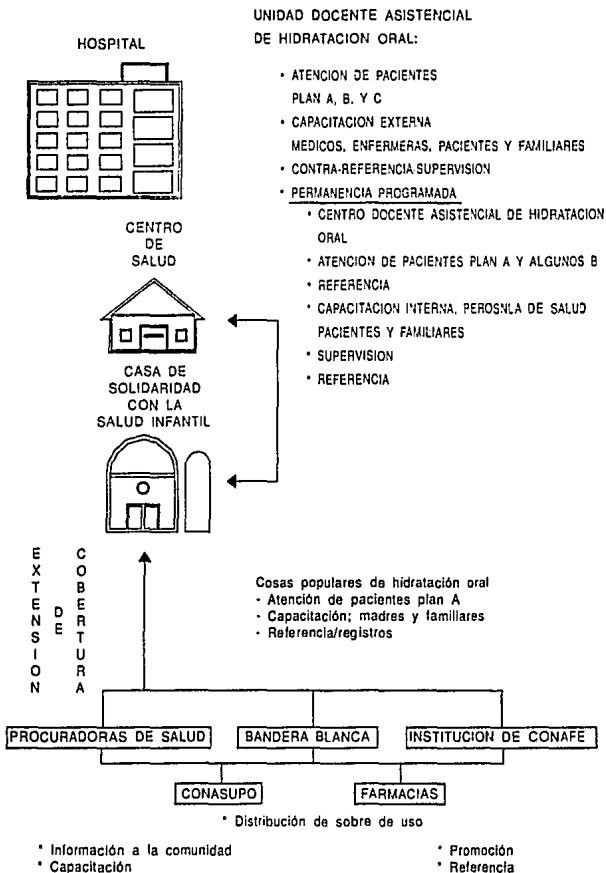 UNIDAD DOCENTE ASISTENCIAL
DE HIDRATACION ORAL:
HOSPITAL
• ATENCION DE PACIENTES
PLAN A, B, Y C
• CAPACITACION EXTERNA
MEDICOS, ENFERMERAS, PACIENTES Y FAMILIARES
• CONTRA-REFERENCIA SUPERVISION
• PERMANENCIA PROGRAMADA
• CENTRO DOCENTE ASISTENCIAL DE HIDRATACION
ORAL
• ATENCION DE PACIENTES PLAN A Y ALGUNOS B
• REFERENCIA
• CAPACITACION INTERNA, PEROSNLA DE SALUD
PACIENTES Y FAMILIARES
• SUPERVISION
• REFERENCIA
CENTRO
DE
SALUD
CASA DE
SOLIDARIDAD
CON LA
SALUD INFANTIL
EXTENSION
DE
COBERTURA
Cosas populares de hidratación oral
- Atención de pacientes plan A
- Capacitación; madres y familiares
- Referencia/registros
PROCURADORAS DE SALUD
BANDERA BLANCA
INSTITUCION DE CONAFE
CONASUPO
FARMACIAS
* Distribución de sobre de uso
* Información a la comunidad
* Capacitación
* Promoción
* Referencia